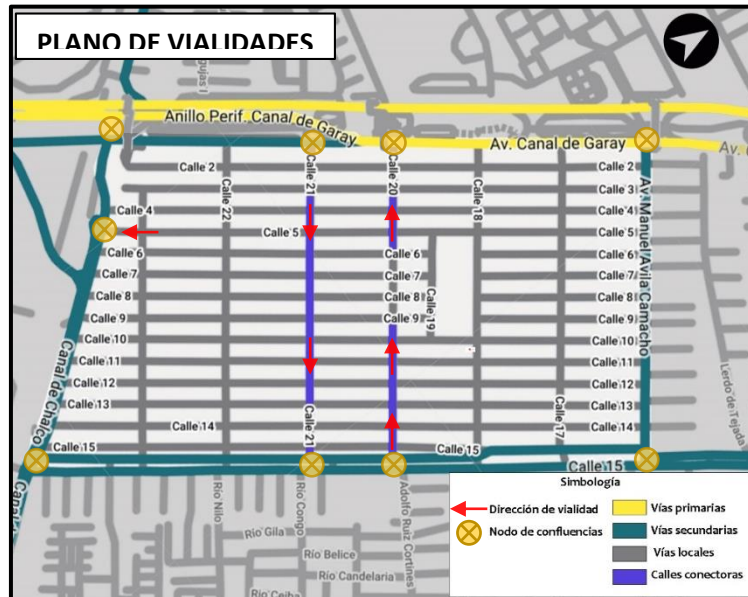 PLANO DE VIALIDADES
Anillo Perif. Canal de Garay
Av. Canal de Garay
Calle 2
Calle 21
Calle 20
Calle 18
Calle 2
Calle 22
Calle 3
Calle 4
Calle 4
Calle 5
Calle 5
Calle 6
Calle 6
Calle 6
Calle 7
Calle 7
Calle 7
Calle 8
Calle 8
Calle 8
Calle 9
Calle 9
Calle 9
Calle 19
Calle 10
Calle 10
Calle 11
Calle 11
Calle 12
Calle 12
Calle 13
Calle 13
Calle 14
Calle 21
Calle 17
Calle 14
Calle 15
Calle 15
Calle 15
Av. Manuel Avila Camacho
Canal de Chalco
Lerdo de Tejada
Río Nilo
Río Congo
Adolfo Ruiz Cortines
Río Gila
Río Belice
Río Candelaria
Simbología
Dirección de vialidad
Nodo de confluencias
Vías primarias
Vías secundarias
Vías locales
Calles conectoras